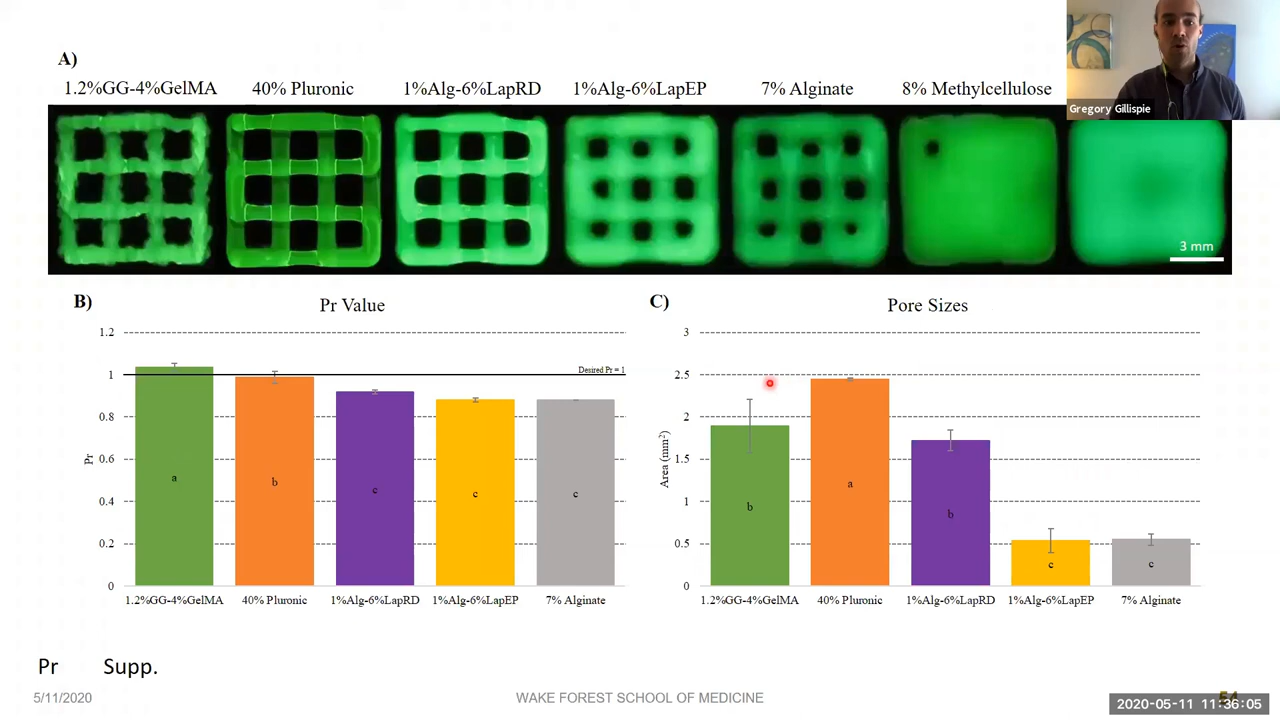 A)
1.2%GG-4%GelMA 40% Pluronic 1%Alg-6%LapRD 1%Alg-6%LapEP 7% Alginate 8% Methylcellulose
Gregory Gillispie
3 mm
B) Pr Value
1.2
1
0.8
0.6
0.4
0.2
0
Pr
Desired Pr = 1
a b c c c
1.2%GG-4%GelMA 40% Pluronic 1%Alg-6%LapRD 1%Alg-6%LapEP 7% Alginate
C) Pore Sizes
3
2.5
2
1.5
1
0.5
0
Area (mm²)
b a b c c
1.2%GG-4%GelMA 40% Pluronic 1%Alg-6%LapRD 1%Alg-6%LapEP 7% Alginate
Pr Supp.
5/11/2020 WAKE FOREST SCHOOL OF MEDICINE
2020-05-11 11:36:05